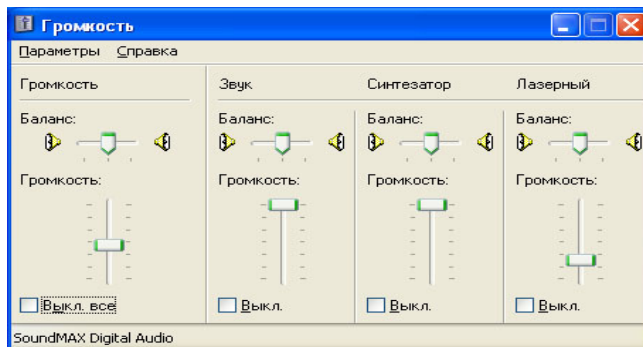 Громкость
Параметры Справка
Громкость Звук Синтезатор Лазерный
Баланс: Баланс: Баланс: Баланс:
Громкость: Громкость: Громкость: Громкость:
Выкл. все Выкл. Выкл. Выкл.
SoundMAX Digital Audio